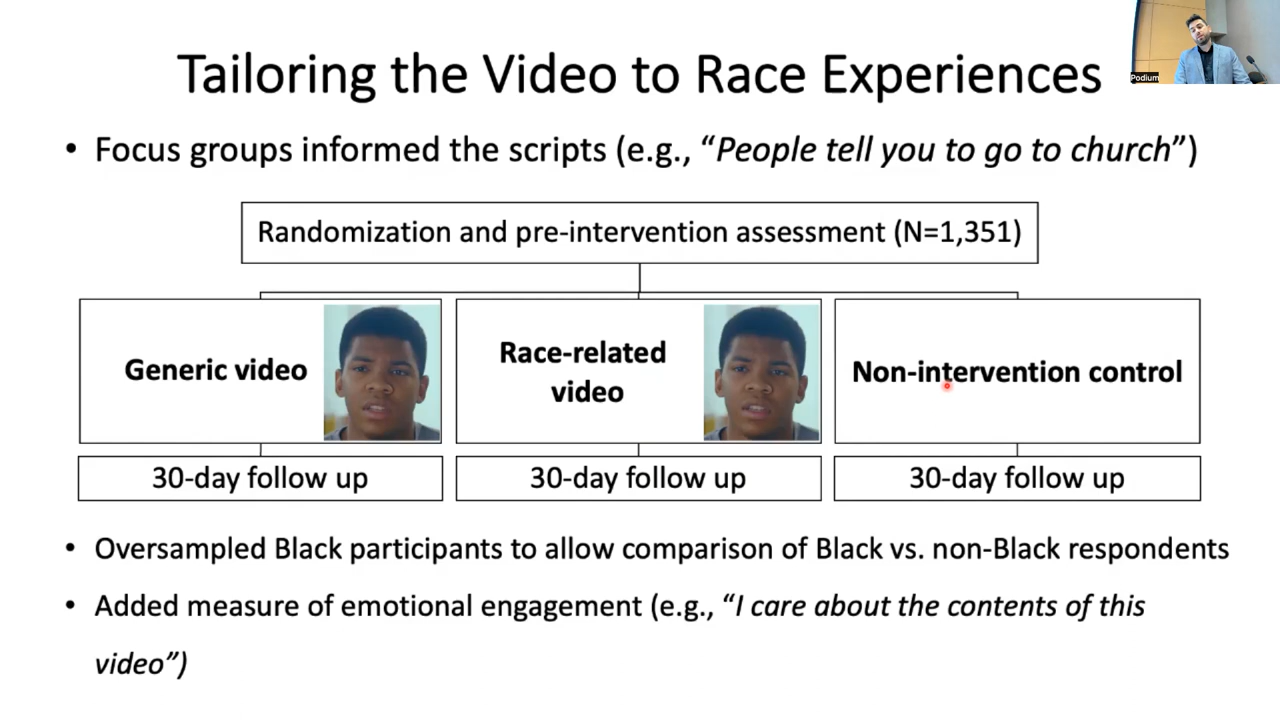 Tailoring the Video to Race Experiences
Podium
• Focus groups informed the scripts (e.g., “People tell you to go to church”)
Randomization and pre-intervention assessment (N=1,351)
Generic video
Race-related
video
Non-intervention control
30-day follow up
30-day follow up
30-day follow up
• Oversampled Black participants to allow comparison of Black vs. non-Black respondents
• Added measure of emotional engagement (e.g., “I care about the contents of this
video”)